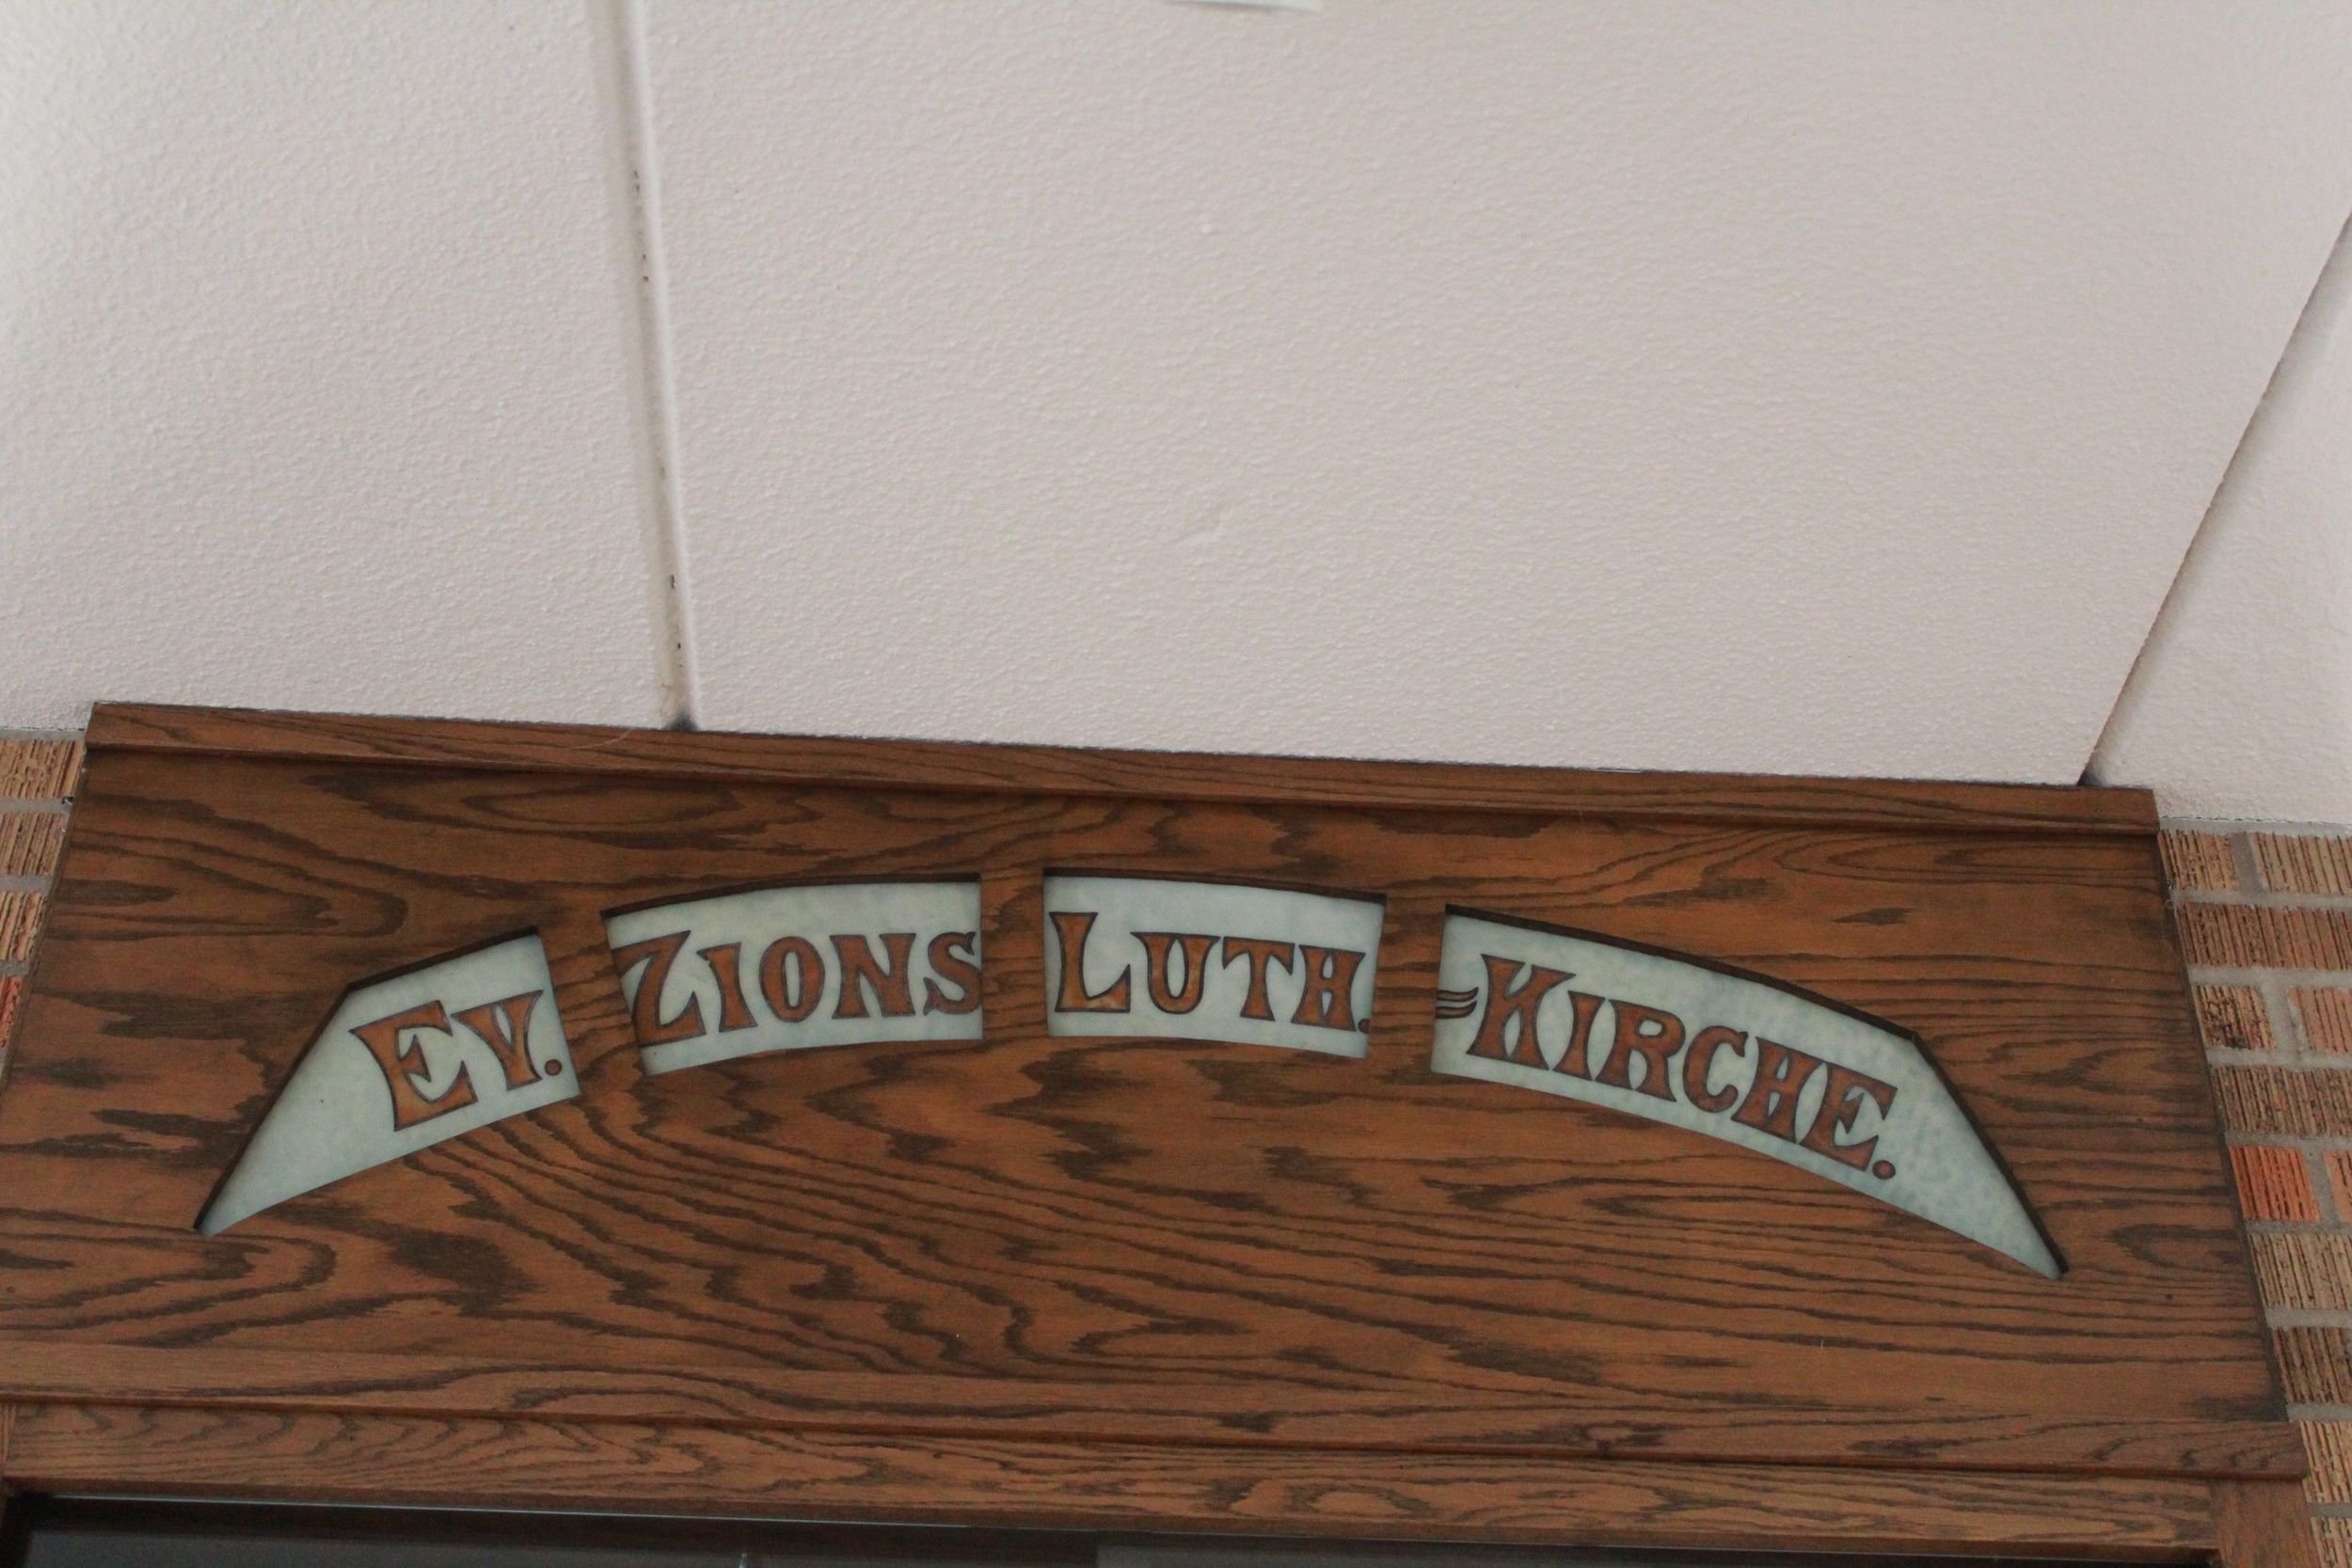 EV. ZIONS LUTH. =KIRCHE.